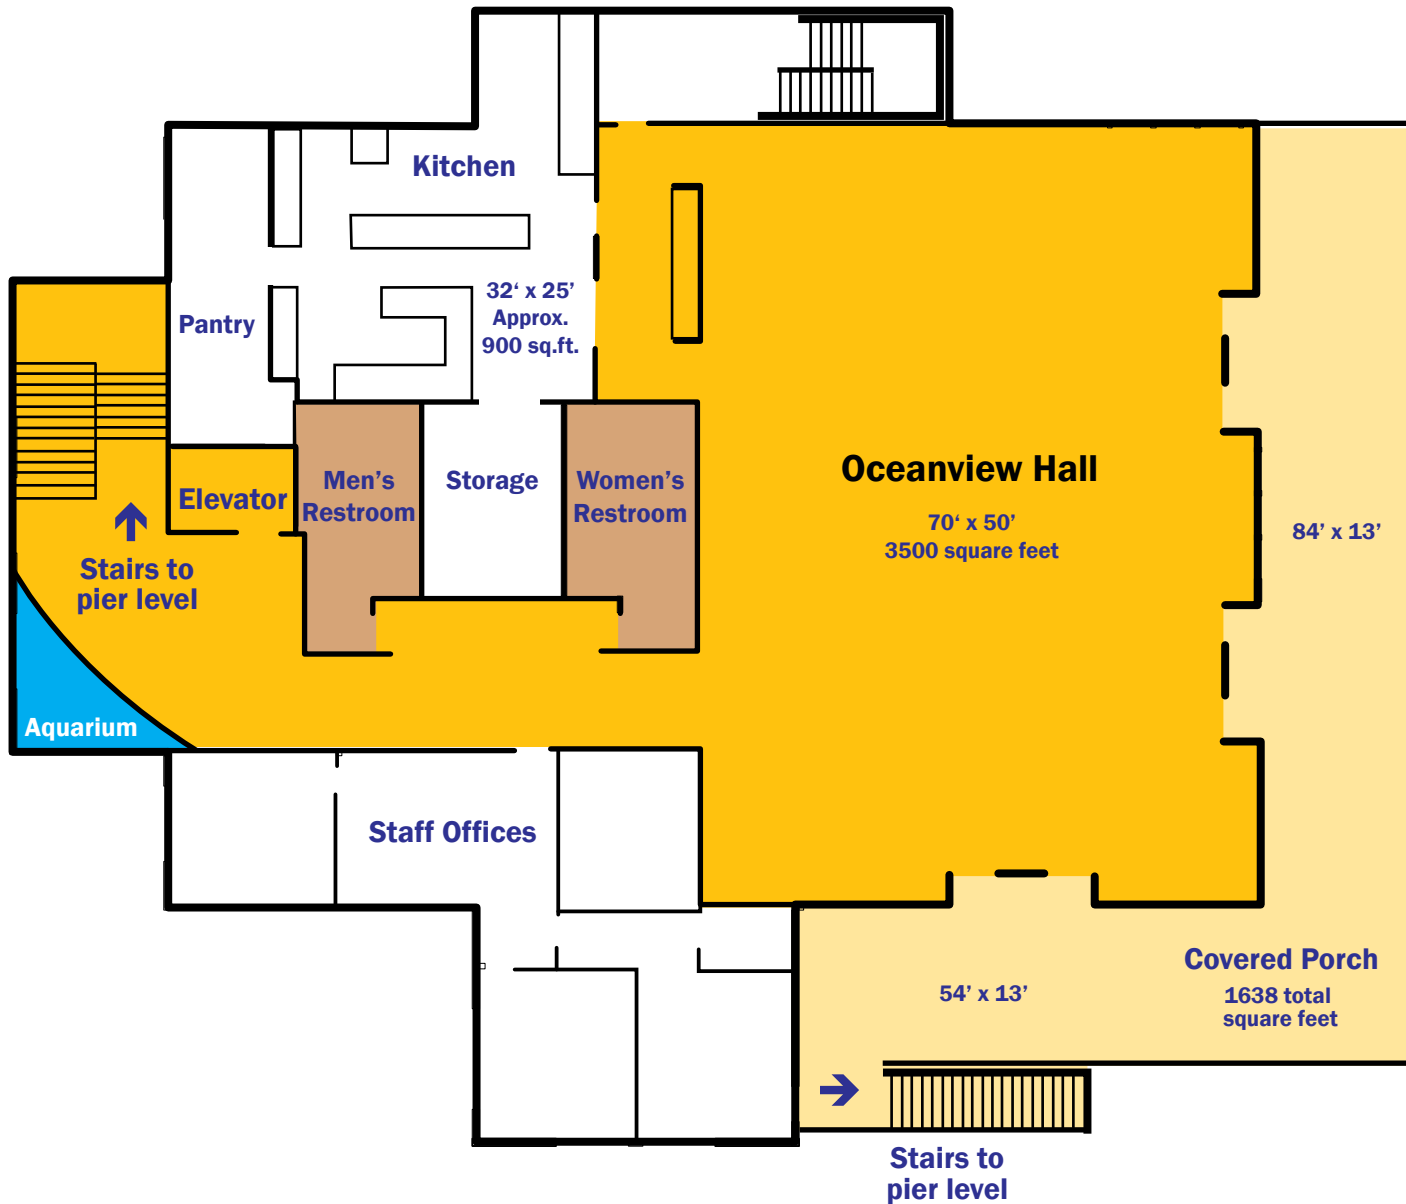 Kitchen
32‘ x 25’
Approx.
900 sq.ft.
Pantry
Elevator
Men’s
Restroom
Storage
Women’s
Restroom
Oceanview Hall
70‘ x 50’
3500 square feet
84’ x 13’
Stairs to
pier level
Aquarium
Staff Offices
54’ x 13’
Covered Porch
1638 total
square feet
Stairs to
pier level